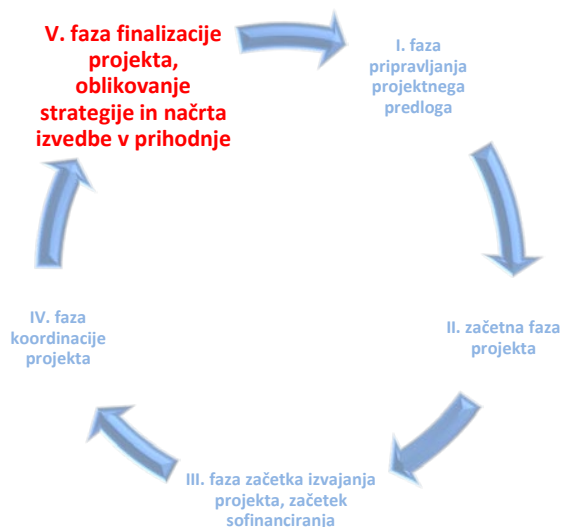 V. faza finalizacije
projekta,
oblikovanje
strategije in načrta
izvedbe v prihodnje
I. faza
pripravljanja
projektnega
predloga
II. začetna faza
projekta
III. faza začetka izvajanja
projekta, začetek
sofinanciranja
IV. faza
koordinacije
projekta